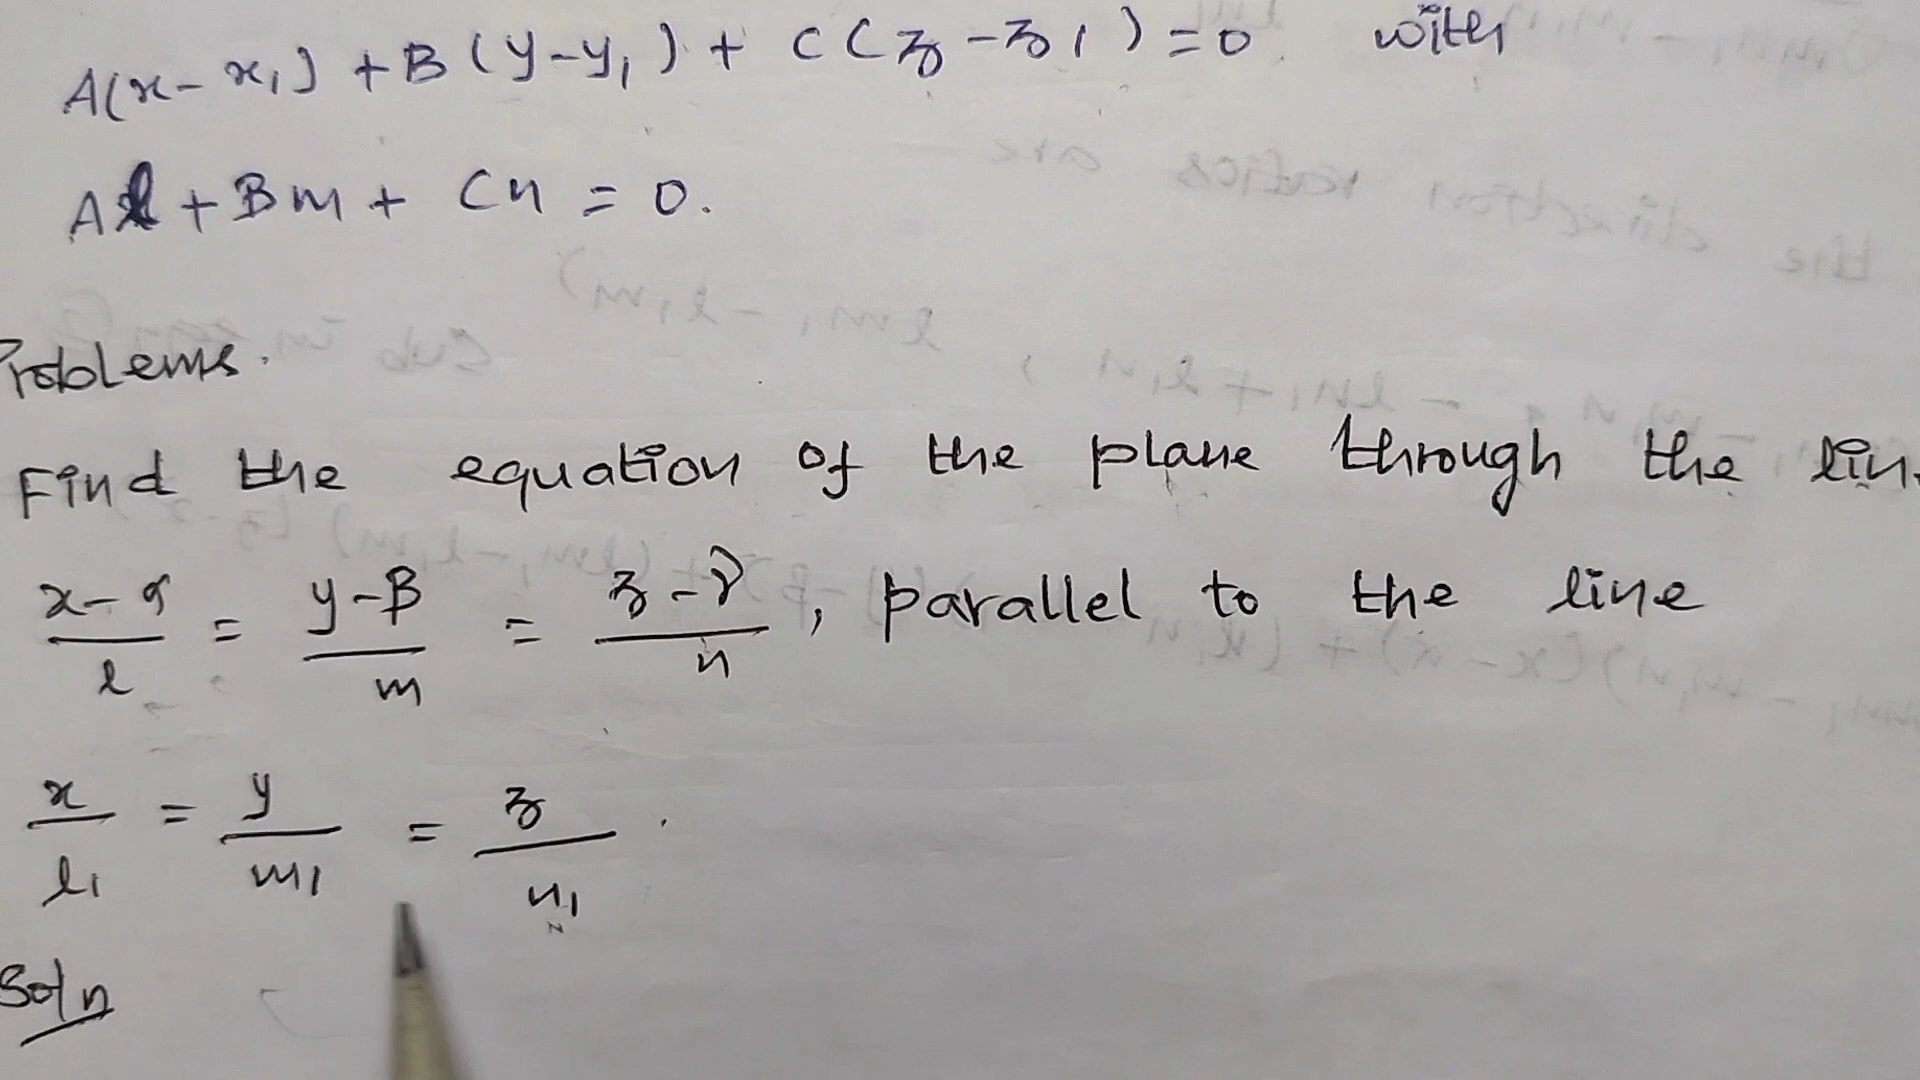 A(x-x₁) + B(y-y₁) + C(z-z₁) = 0 with
Al + Bm + Cn = 0.
Problems.
Find the equation of the plane through the lin
(x-α)/l = (y-β)/m = (z-γ)/n, parallel to the line
x/l₁ = y/m₁ = z/n₁.
Soln